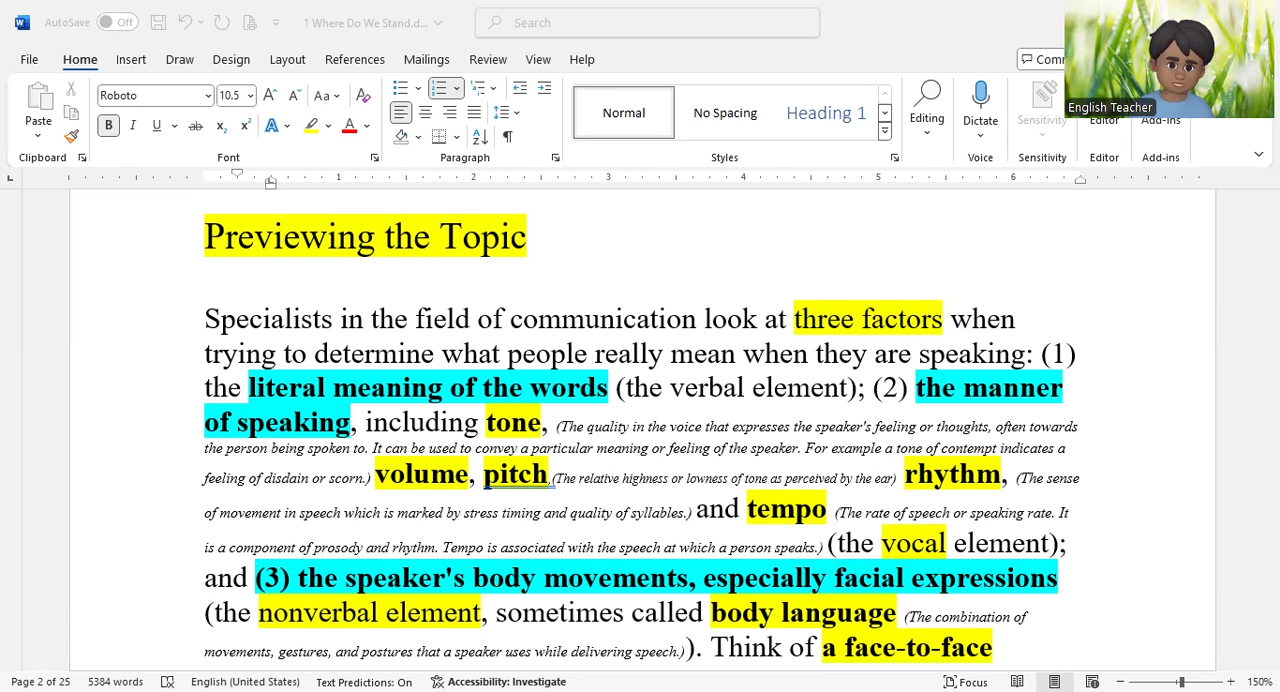 AutoSave Off 1 Where Do We Stand.d... Search
File Home Insert Draw Design Layout References Mailings Review View Help
English Teacher
Roboto 10.5 Aa
Normal No Spacing Heading 1
Paste Editing Dictate Sensitivity Editor Add-ins
B I U ab x₂ x² A A
Clipboard Font Paragraph Styles Voice Sensitivity Editor Add-ins
1 2 3 4 5 6
Previewing the Topic
Specialists in the field of communication look at three factors when
trying to determine what people really mean when they are speaking: (1)
the literal meaning of the words (the verbal element); (2) the manner
of speaking, including tone, (The quality in the voice that expresses the speaker's feeling or thoughts, often towards
the person being spoken to. It can be used to convey a particular meaning or feeling of the speaker. For example a tone of contempt indicates a
feeling of disdain or scorn.) volume, pitch,(The relative highness or lowness of tone as perceived by the ear) rhythm, (The sense
of movement in speech which is marked by stress timing and quality of syllables.) and tempo (The rate of speech or speaking rate. It
is a component of prosody and rhythm. Tempo is associated with the speech at which a person speaks.) (the vocal element);
and (3) the speaker's body movements, especially facial expressions
(the nonverbal element, sometimes called body language (The combination of
movements, gestures, and postures that a speaker uses while delivering speech.)). Think of a face-to-face
Page 2 of 25 5384 words English (United States) Text Predictions: On Accessibility: Investigate Focus 150%